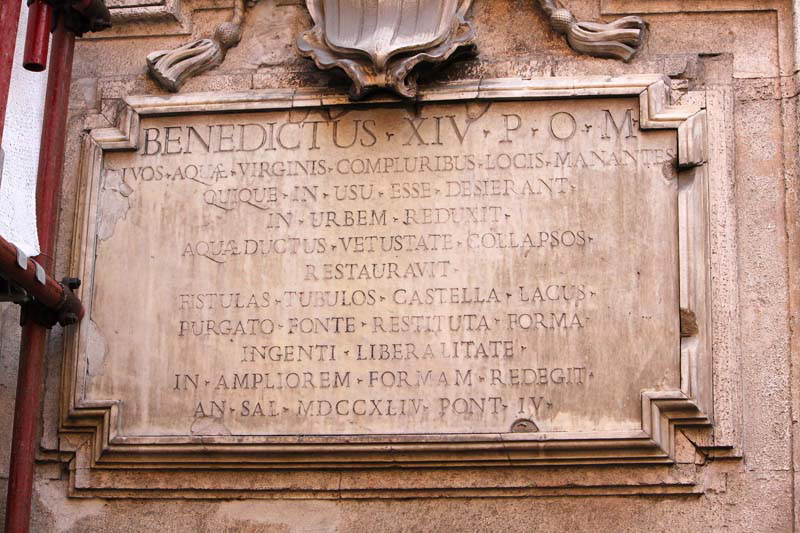 BENEDICTUS · XIV · P · O · M
RIVOS · AQUÆ · VIRGINIS · COMPLURIBUS · LOCIS · MANANTES
QUIQUE · IN · USU · ESSE · DESIERANT ·
IN · URBEM · REDUXIT ·
AQUÆDUCTUS · VETUSTATE · COLLAPSOS ·
RESTAURAVIT ·
FISTULAS · TUBULOS · CASTELLA · LACUS ·
PURGATO · FONTE · RESTITUTA · FORMA ·
INGENTI · LIBERALITATE ·
IN · AMPLIOREM · FORMAM · REDEGIT ·
AN · SAL · MDCCXLIV · PONT · IV ·